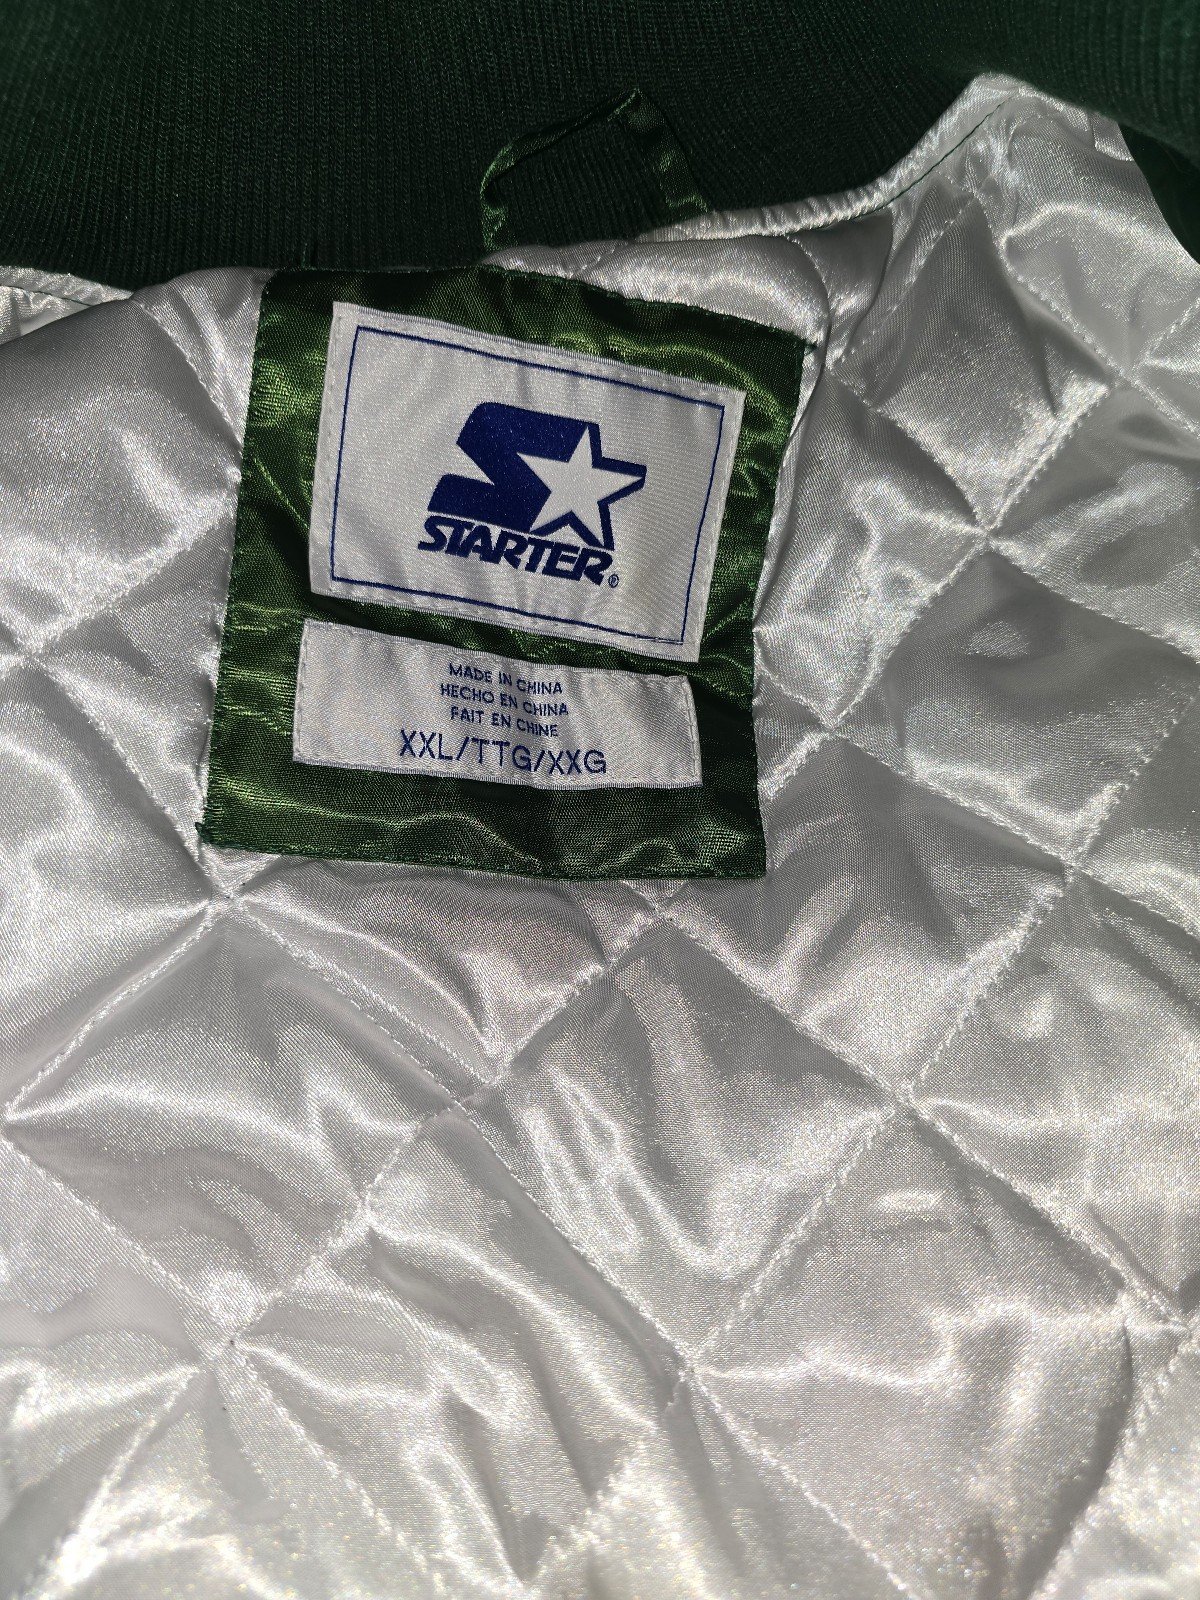 STARTER®
MADE IN CHINA
HECHO EN CHINA
FAIT EN CHINE
XXL/TTG/XXG